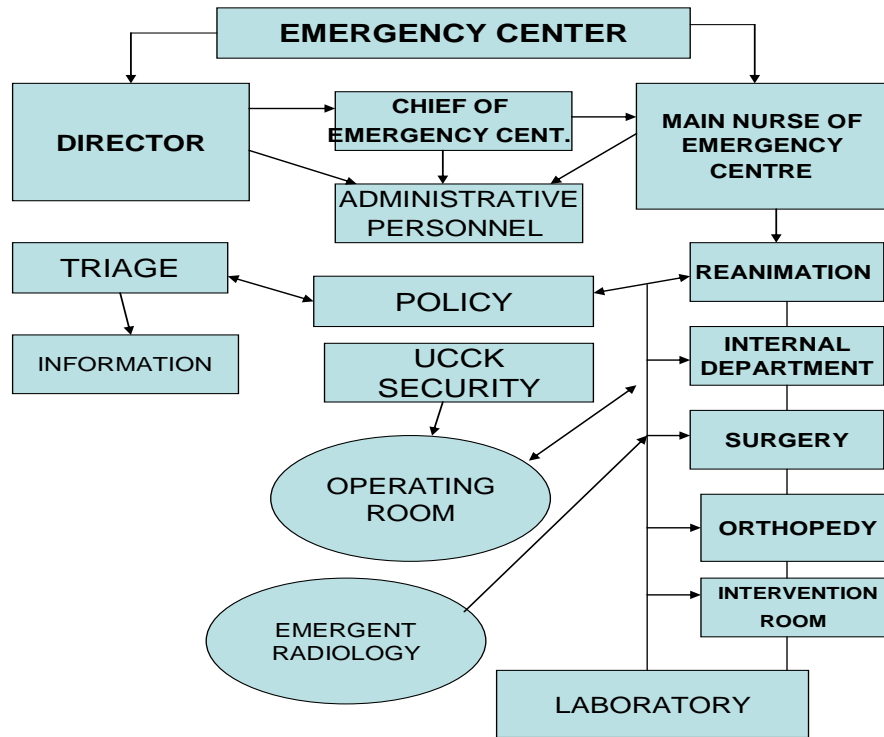 EMERGENCY CENTER
DIRECTOR
CHIEF OF
EMERGENCY CENT.
MAIN NURSE OF
EMERGENCY
CENTRE
ADMINISTRATIVE
PERSONNEL
TRIAGE
POLICY
REANIMATION
INFORMATION
UCCK
SECURITY
INTERNAL
DEPARTMENT
SURGERY
OPERATING
ROOM
ORTHOPEDY
INTERVENTION
ROOM
EMERGENT
RADIOLOGY
LABORATORY